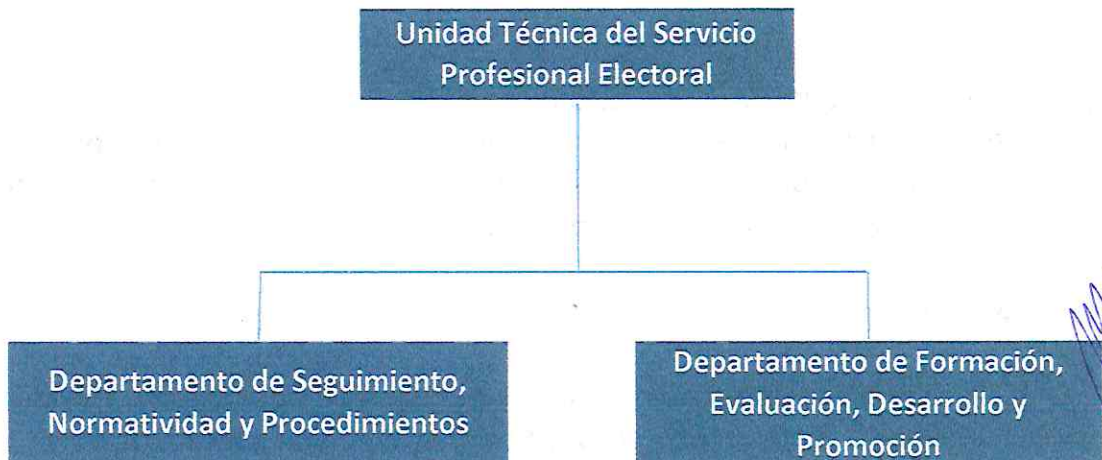 Unidad Técnica del Servicio
Profesional Electoral
Departamento de Seguimiento,
Normatividad y Procedimientos
Departamento de Formación,
Evaluación, Desarrollo y
Promoción